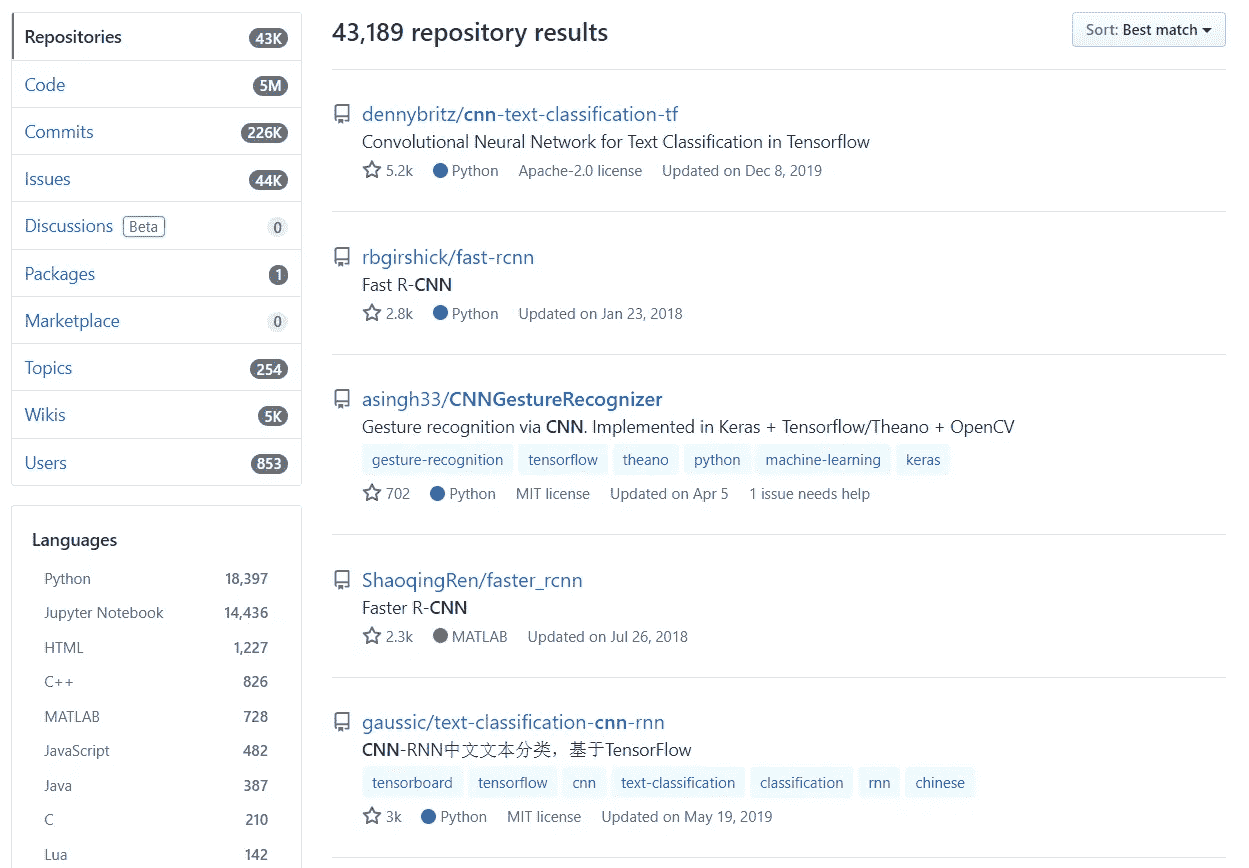 Repositories 43K
Code 5M
Commits 226K
Issues 44K
Discussions Beta 0
Packages 1
Marketplace 0
Topics 254
Wikis 5K
Users 853
Languages
Python 18,397
Jupyter Notebook 14,436
HTML 1,227
C++ 826
MATLAB 728
JavaScript 482
Java 387
C 210
Lua 142
43,189 repository results
Sort: Best match
dennybritz/cnn-text-classification-tf
Convolutional Neural Network for Text Classification in Tensorflow
5.2k Python Apache-2.0 license Updated on Dec 8, 2019
rbgirshick/fast-rcnn
Fast R-CNN
2.8k Python Updated on Jan 23, 2018
asingh33/CNNGestureRecognizer
Gesture recognition via CNN. Implemented in Keras + Tensorflow/Theano + OpenCV
gesture-recognition tensorflow theano python machine-learning keras
702 Python MIT license Updated on Apr 5 1 issue needs help
ShaoqingRen/faster_rcnn
Faster R-CNN
2.3k MATLAB Updated on Jul 26, 2018
gaussic/text-classification-cnn-rnn
CNN-RNN中文文本分类，基于TensorFlow
tensorboard tensorflow cnn text-classification classification rnn chinese
3k Python MIT license Updated on May 19, 2019